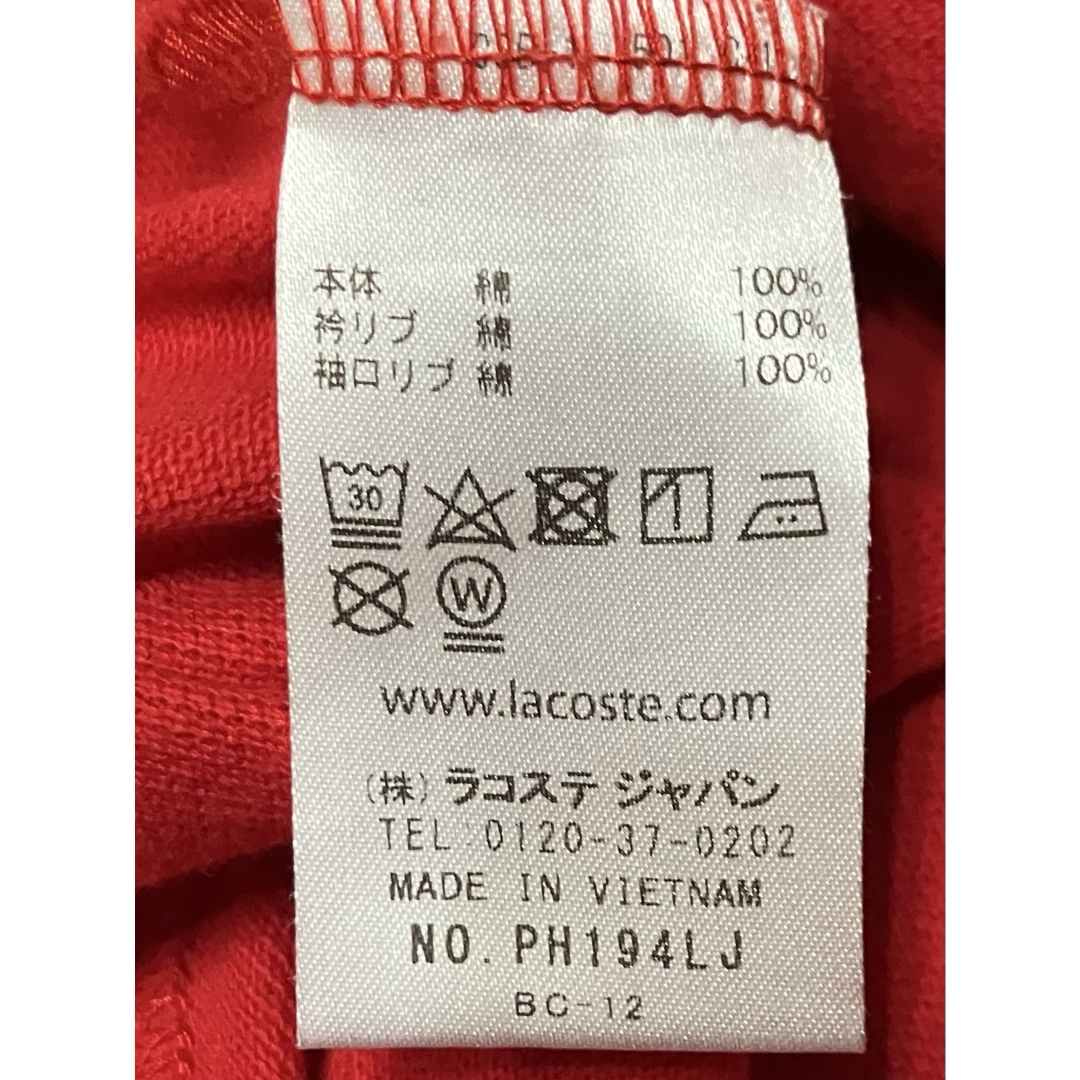 本体 綿 100%
衿リブ 綿 100%
袖口リブ 綿 100%
30
1
W
www.lacoste.com
(株) ラコステ ジャパン
TEL:0120-37-0202
MADE IN VIETNAM
NO. PH194LJ
BC-12